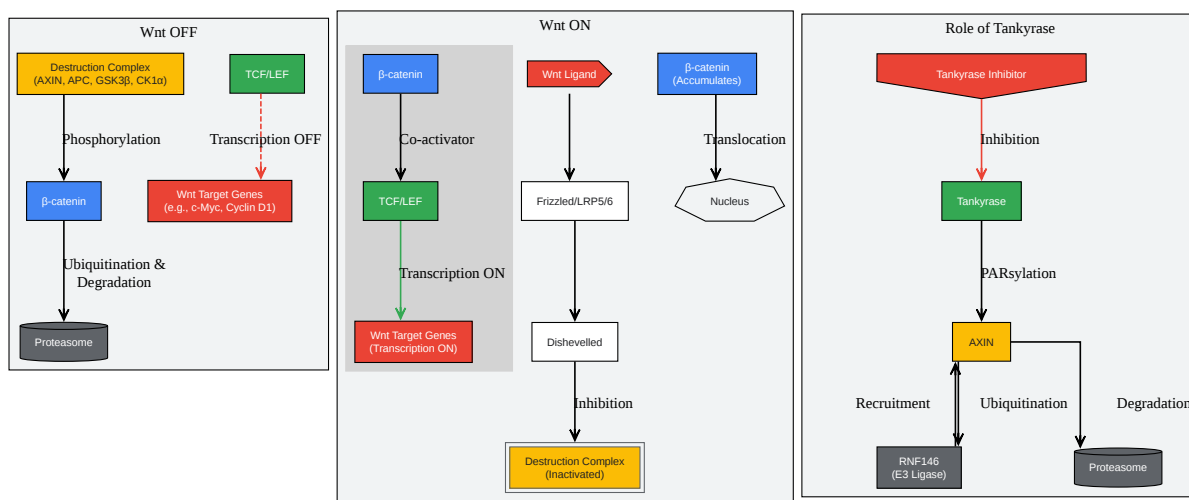 Wnt OFF
Destruction Complex
(AXIN, APC, GSK3β, CK1α)
TCF/LEF
Phosphorylation
Transcription OFF
β-catenin
Wnt Target Genes
(e.g., c-Myc, Cyclin D1)
Ubiquitination &
Degradation
Proteasome
Wnt ON
β-catenin
Wnt Ligand
β-catenin
(Accumulates)
Co-activator
Translocation
TCF/LEF
Frizzled/LRP5/6
Nucleus
Transcription ON
Wnt Target Genes
(Transcription ON)
Dishevelled
Inhibition
Destruction Complex
(Inactivated)
Role of Tankyrase
Tankyrase Inhibitor
Inhibition
Tankyrase
PARsylation
AXIN
Recruitment
Ubiquitination
Degradation
RNF146
(E3 Ligase)
Proteasome